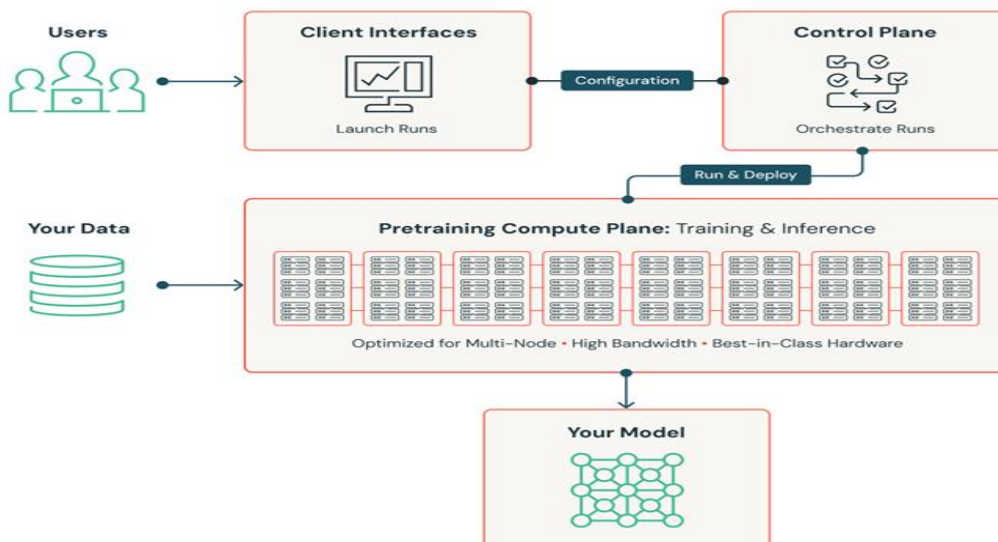 Users
Client Interfaces
Launch Runs
Configuration
Control Plane
Orchestrate Runs
Run & Deploy
Your Data
Pretraining Compute Plane: Training & Inference
Optimized for Multi-Node • High Bandwidth • Best-in-Class Hardware
Your Model